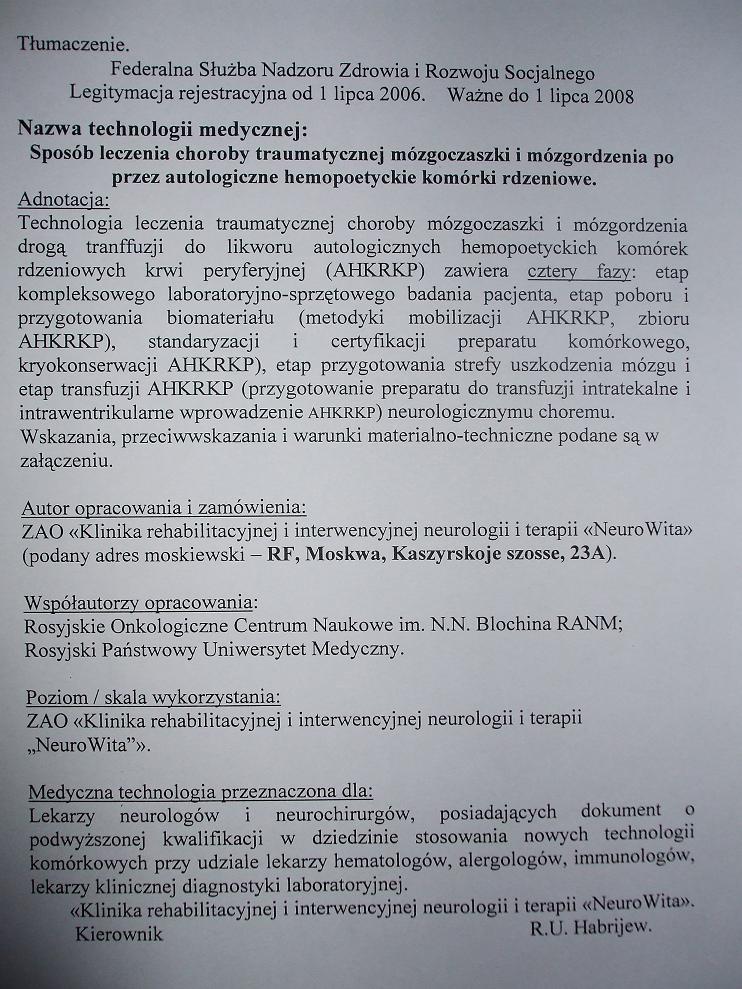 Tłumaczenie.
Federalna Służba Nadzoru Zdrowia i Rozwoju Socjalnego
Legitymacja rejestracyjna od 1 lipca 2006. Ważne do 1 lipca 2008
Nazwa technologii medycznej:
Sposób leczenia choroby traumatycznej mózgoczaszki i mózgordzenia po
przez autologiczne hemopoetyckie komórki rdzeniowe.
Adnotacja:
Technologia leczenia traumatycznej choroby mózgoczaszki i mózgordzenia
drogą tranffuzji do likworu autologicznych hemopoetyckich komórek
rdzeniowych krwi peryferyjnej (AHKRKP) zawiera cztery fazy: etap
kompleksowego laboratoryjno-sprzętowego badania pacjenta, etap poboru i
przygotowania biomateriału (metodyki mobilizacji AHKRKP, zbioru
AHKRKP), standaryzacji i certyfikacji preparatu komórkowego,
kryokonserwacji AHKRKP), etap przygotowania strefy uszkodzenia mózgu i
etap transfuzji AHKRKP (przygotowanie preparatu do transfuzji intratekalne i
intrawentrikularne wprowadzenie AHKRKP) neurologicznymu choremu.
Wskazania, przeciwwskazania i warunki materialno-techniczne podane są w
załączeniu.
Autor opracowania i zamówienia:
ZAO «Klinika rehabilitacyjnej i interwencyjnej neurologii i terapii «NeuroWita»
(podany adres moskiewski – RF, Moskwa, Kaszyrskoje szosse, 23A).
Współautorzy opracowania:
Rosyjskie Onkologiczne Centrum Naukowe im. N.N. Blochina RANM;
Rosyjski Państwowy Uniwersytet Medyczny.
Poziom / skala wykorzystania:
ZAO «Klinika rehabilitacyjnej i interwencyjnej neurologii i terapii
„NeuroWita”».
Medyczna technologia przeznaczona dla:
Lekarzy neurologów i neurochirurgów, posiadających dokument o
podwyższonej kwalifikacji w dziedzinie stosowania nowych technologii
komórkowych przy udziale lekarzy hematologów, alergologów, immunologów,
lekarzy klinicznej diagnostyki laboratoryjnej.
«Klinika rehabilitacyjnej i interwencyjnej neurologii i terapii «NeuroWita».
Kierownik R.U. Habrijew.